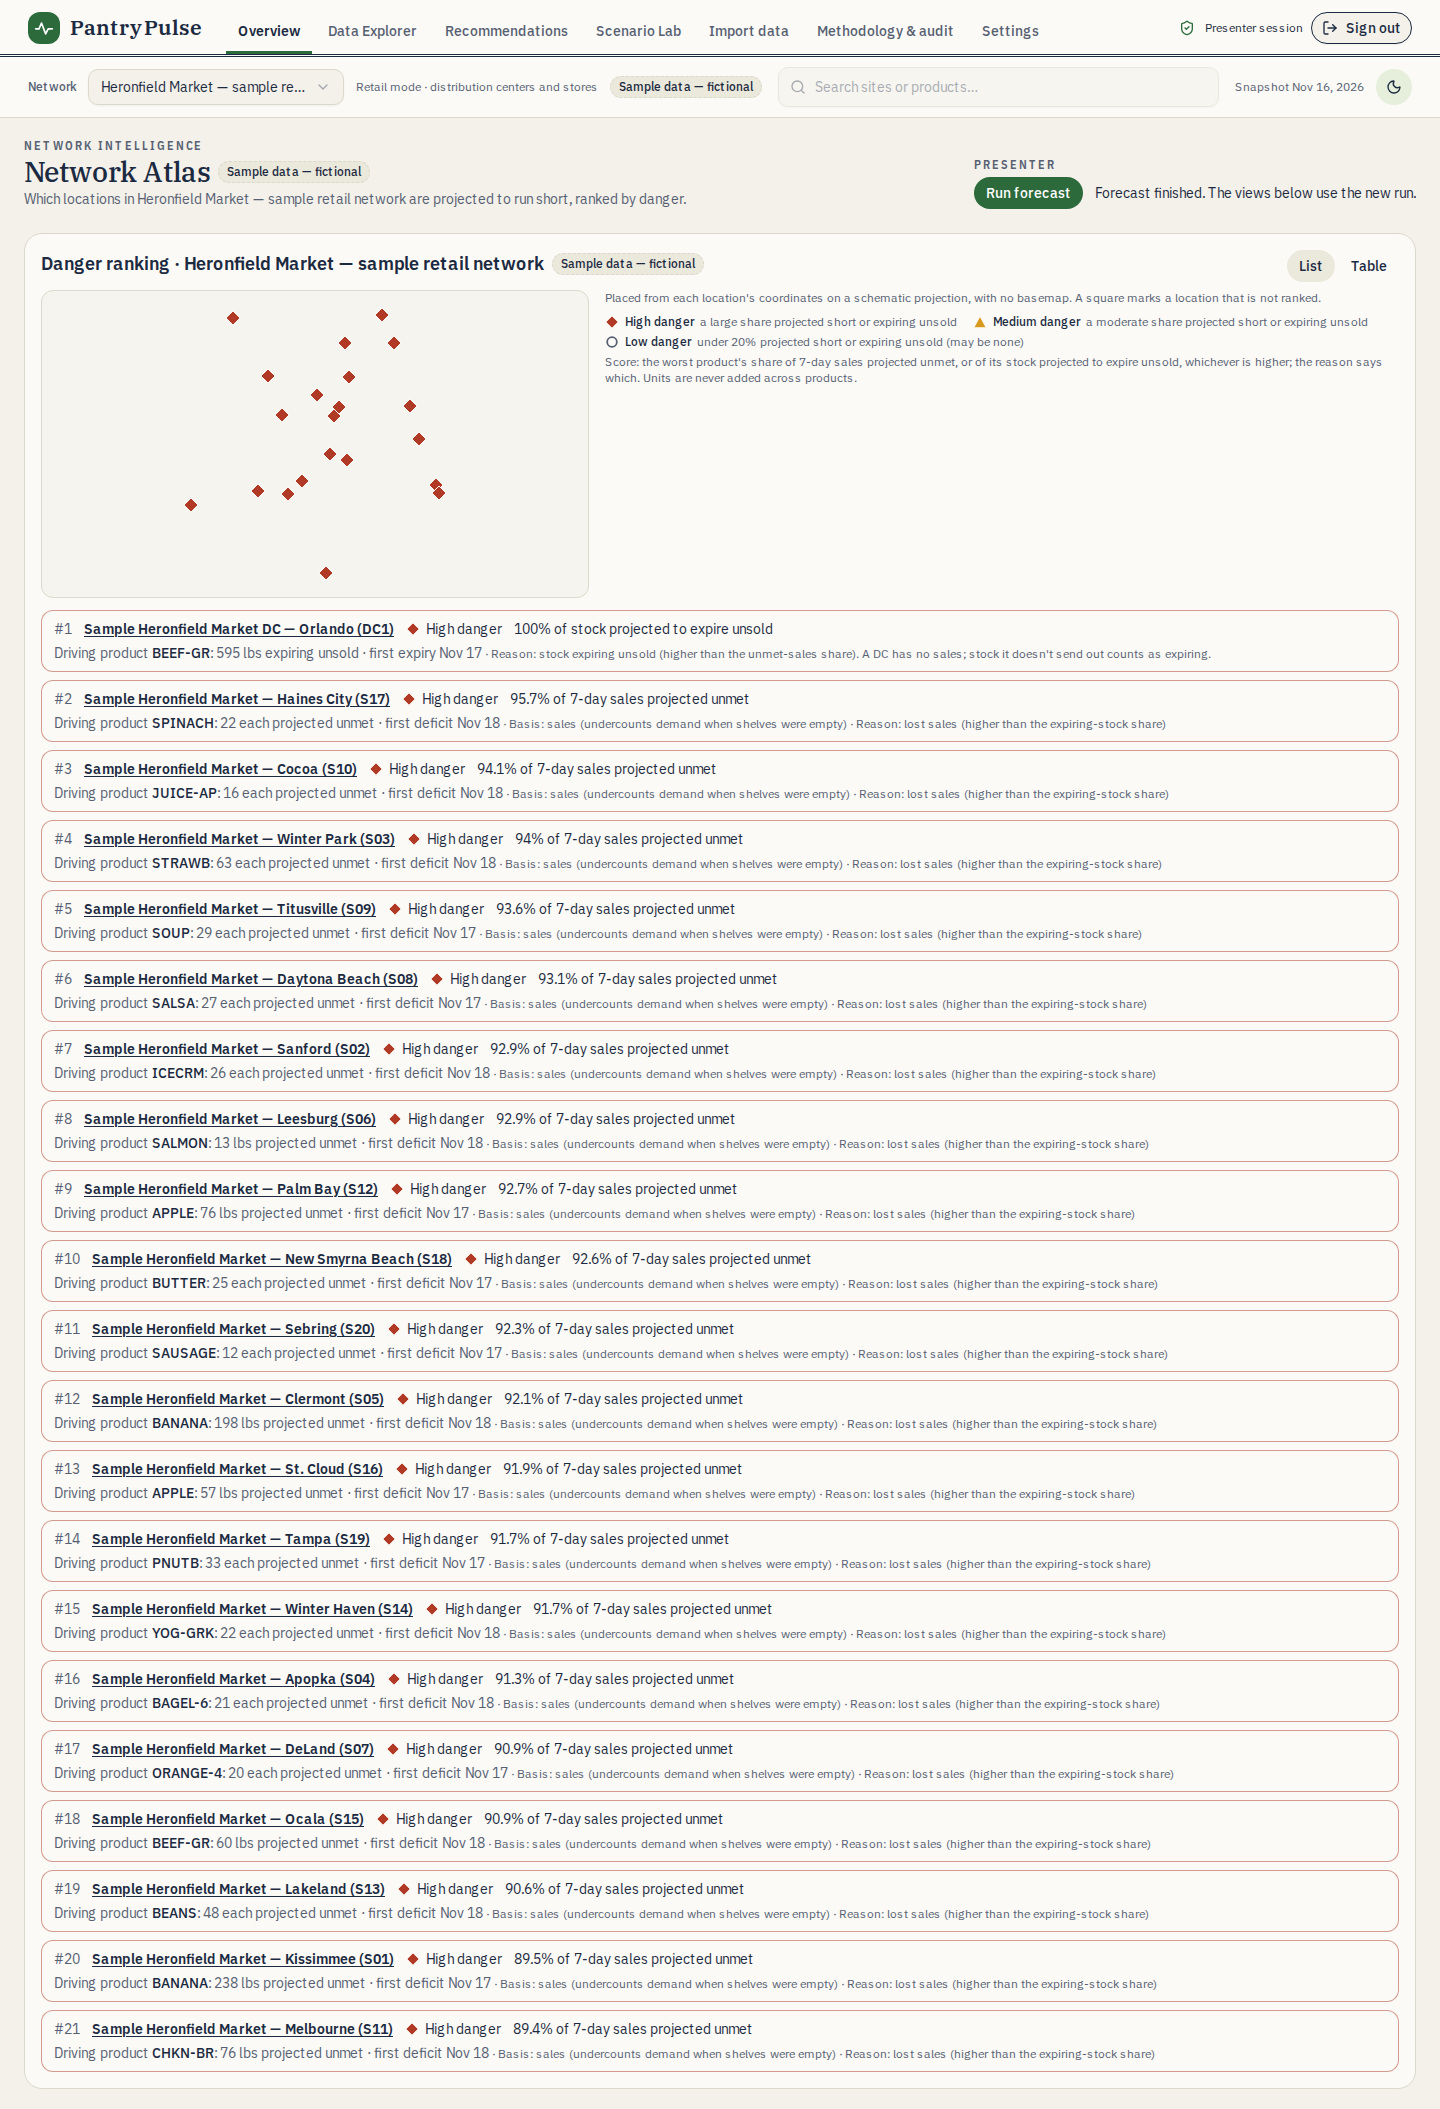 PantryPulse
Overview Data Explorer Recommendations Scenario Lab Import data Methodology & audit Settings
Presenter session Sign out
Network Heronfield Market — sample re... Retail mode · distribution centers and stores Sample data — fictional Search sites or products... Snapshot Nov 16, 2026
NETWORK INTELLIGENCE
Network Atlas Sample data — fictional
Which locations in Heronfield Market — sample retail network are projected to run short, ranked by danger.
PRESENTER
Run forecast Forecast finished. The views below use the new run.
Danger ranking · Heronfield Market — sample retail network Sample data — fictional
List Table
Placed from each location's coordinates on a schematic projection, with no basemap. A square marks a location that is not ranked.
High danger a large share projected short or expiring unsold Medium danger a moderate share projected short or expiring unsold
Low danger under 20% projected short or expiring unsold (may be none)
Score: the worst product's share of 7-day sales projected unmet, or of its stock projected to expire unsold, whichever is higher; the reason says
which. Units are never added across products.
#1 Sample Heronfield Market DC — Orlando (DC1) High danger 100% of stock projected to expire unsold
Driving product BEEF-GR: 595 lbs expiring unsold · first expiry Nov 17 · Reason: stock expiring unsold (higher than the unmet-sales share). A DC has no sales; stock it doesn't send out counts as expiring.
#2 Sample Heronfield Market — Haines City (S17) High danger 95.7% of 7-day sales projected unmet
Driving product SPINACH: 22 each projected unmet · first deficit Nov 18 · Basis: sales (undercounts demand when shelves were empty) · Reason: lost sales (higher than the expiring-stock share)
#3 Sample Heronfield Market — Cocoa (S10) High danger 94.1% of 7-day sales projected unmet
Driving product JUICE-AP: 16 each projected unmet · first deficit Nov 18 · Basis: sales (undercounts demand when shelves were empty) · Reason: lost sales (higher than the expiring-stock share)
#4 Sample Heronfield Market — Winter Park (S03) High danger 94% of 7-day sales projected unmet
Driving product STRAWB: 63 each projected unmet · first deficit Nov 18 · Basis: sales (undercounts demand when shelves were empty) · Reason: lost sales (higher than the expiring-stock share)
#5 Sample Heronfield Market — Titusville (S09) High danger 93.6% of 7-day sales projected unmet
Driving product SOUP: 29 each projected unmet · first deficit Nov 17 · Basis: sales (undercounts demand when shelves were empty) · Reason: lost sales (higher than the expiring-stock share)
#6 Sample Heronfield Market — Daytona Beach (S08) High danger 93.1% of 7-day sales projected unmet
Driving product SALSA: 27 each projected unmet · first deficit Nov 17 · Basis: sales (undercounts demand when shelves were empty) · Reason: lost sales (higher than the expiring-stock share)
#7 Sample Heronfield Market — Sanford (S02) High danger 92.9% of 7-day sales projected unmet
Driving product ICECRM: 26 each projected unmet · first deficit Nov 18 · Basis: sales (undercounts demand when shelves were empty) · Reason: lost sales (higher than the expiring-stock share)
#8 Sample Heronfield Market — Leesburg (S06) High danger 92.9% of 7-day sales projected unmet
Driving product SALMON: 13 lbs projected unmet · first deficit Nov 18 · Basis: sales (undercounts demand when shelves were empty) · Reason: lost sales (higher than the expiring-stock share)
#9 Sample Heronfield Market — Palm Bay (S12) High danger 92.7% of 7-day sales projected unmet
Driving product APPLE: 76 lbs projected unmet · first deficit Nov 17 · Basis: sales (undercounts demand when shelves were empty) · Reason: lost sales (higher than the expiring-stock share)
#10 Sample Heronfield Market — New Smyrna Beach (S18) High danger 92.6% of 7-day sales projected unmet
Driving product BUTTER: 25 each projected unmet · first deficit Nov 17 · Basis: sales (undercounts demand when shelves were empty) · Reason: lost sales (higher than the expiring-stock share)
#11 Sample Heronfield Market — Sebring (S20) High danger 92.3% of 7-day sales projected unmet
Driving product SAUSAGE: 12 each projected unmet · first deficit Nov 17 · Basis: sales (undercounts demand when shelves were empty) · Reason: lost sales (higher than the expiring-stock share)
#12 Sample Heronfield Market — Clermont (S05) High danger 92.1% of 7-day sales projected unmet
Driving product BANANA: 198 lbs projected unmet · first deficit Nov 18 · Basis: sales (undercounts demand when shelves were empty) · Reason: lost sales (higher than the expiring-stock share)
#13 Sample Heronfield Market — St. Cloud (S16) High danger 91.9% of 7-day sales projected unmet
Driving product APPLE: 57 lbs projected unmet · first deficit Nov 17 · Basis: sales (undercounts demand when shelves were empty) · Reason: lost sales (higher than the expiring-stock share)
#14 Sample Heronfield Market — Tampa (S19) High danger 91.7% of 7-day sales projected unmet
Driving product PNUTB: 33 each projected unmet · first deficit Nov 17 · Basis: sales (undercounts demand when shelves were empty) · Reason: lost sales (higher than the expiring-stock share)
#15 Sample Heronfield Market — Winter Haven (S14) High danger 91.7% of 7-day sales projected unmet
Driving product YOG-GRK: 22 each projected unmet · first deficit Nov 18 · Basis: sales (undercounts demand when shelves were empty) · Reason: lost sales (higher than the expiring-stock share)
#16 Sample Heronfield Market — Apopka (S04) High danger 91.3% of 7-day sales projected unmet
Driving product BAGEL-6: 21 each projected unmet · first deficit Nov 18 · Basis: sales (undercounts demand when shelves were empty) · Reason: lost sales (higher than the expiring-stock share)
#17 Sample Heronfield Market — DeLand (S07) High danger 90.9% of 7-day sales projected unmet
Driving product ORANGE-4: 20 each projected unmet · first deficit Nov 17 · Basis: sales (undercounts demand when shelves were empty) · Reason: lost sales (higher than the expiring-stock share)
#18 Sample Heronfield Market — Ocala (S15) High danger 90.9% of 7-day sales projected unmet
Driving product BEEF-GR: 60 lbs projected unmet · first deficit Nov 18 · Basis: sales (undercounts demand when shelves were empty) · Reason: lost sales (higher than the expiring-stock share)
#19 Sample Heronfield Market — Lakeland (S13) High danger 90.6% of 7-day sales projected unmet
Driving product BEANS: 48 each projected unmet · first deficit Nov 18 · Basis: sales (undercounts demand when shelves were empty) · Reason: lost sales (higher than the expiring-stock share)
#20 Sample Heronfield Market — Kissimmee (S01) High danger 89.5% of 7-day sales projected unmet
Driving product BANANA: 238 lbs projected unmet · first deficit Nov 17 · Basis: sales (undercounts demand when shelves were empty) · Reason: lost sales (higher than the expiring-stock share)
#21 Sample Heronfield Market — Melbourne (S11) High danger 89.4% of 7-day sales projected unmet
Driving product CHKN-BR: 76 lbs projected unmet · first deficit Nov 18 · Basis: sales (undercounts demand when shelves were empty) · Reason: lost sales (higher than the expiring-stock share)